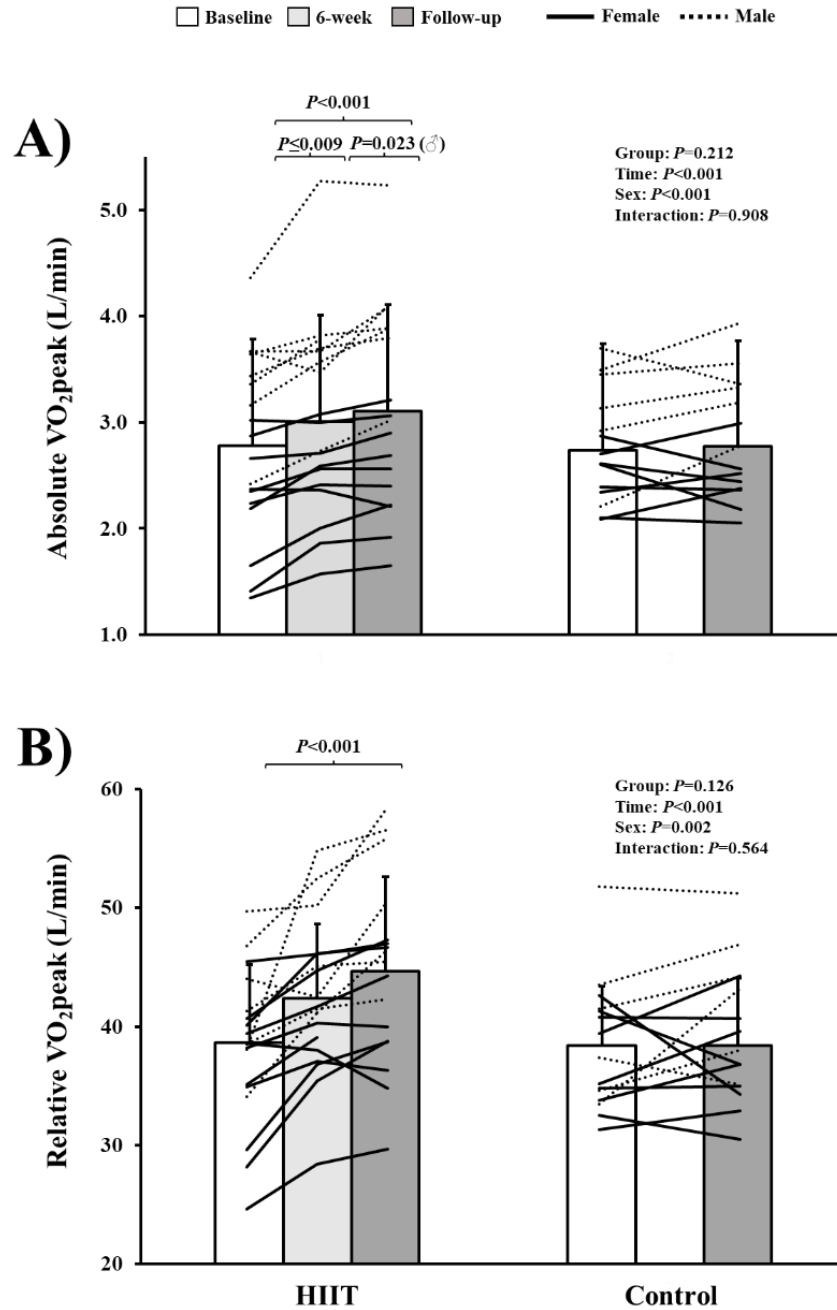 Baseline 6-week Follow-up Female Male
A)
P<0.001
P≤0.009 P=0.023 (♂)
Group: P=0.212
Time: P<0.001
Sex: P<0.001
Interaction: P=0.908
Absolute V̇O₂peak (L/min)
5.0
4.0
3.0
2.0
1.0
B)
P<0.001
Group: P=0.126
Time: P<0.001
Sex: P=0.002
Interaction: P=0.564
Relative V̇O₂peak (L/min)
60
50
40
30
20
HIIT Control